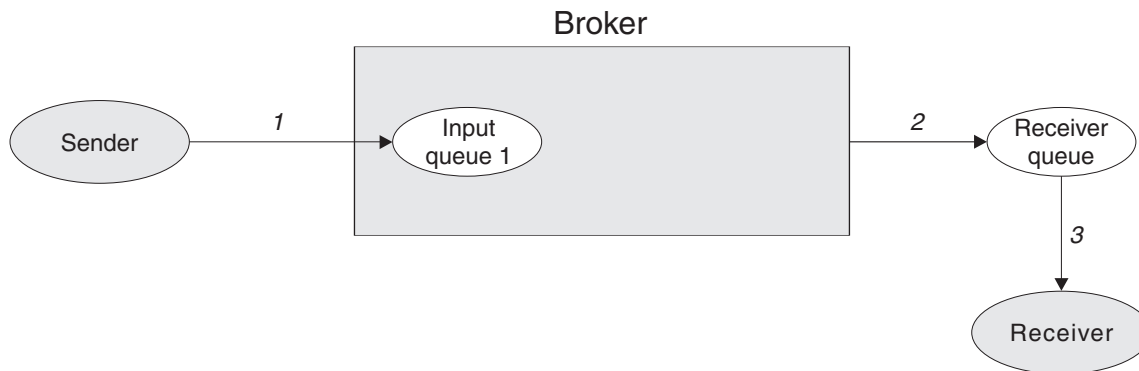 Broker
Sender
1
Input
queue 1
2
Receiver
queue
3
Receiver